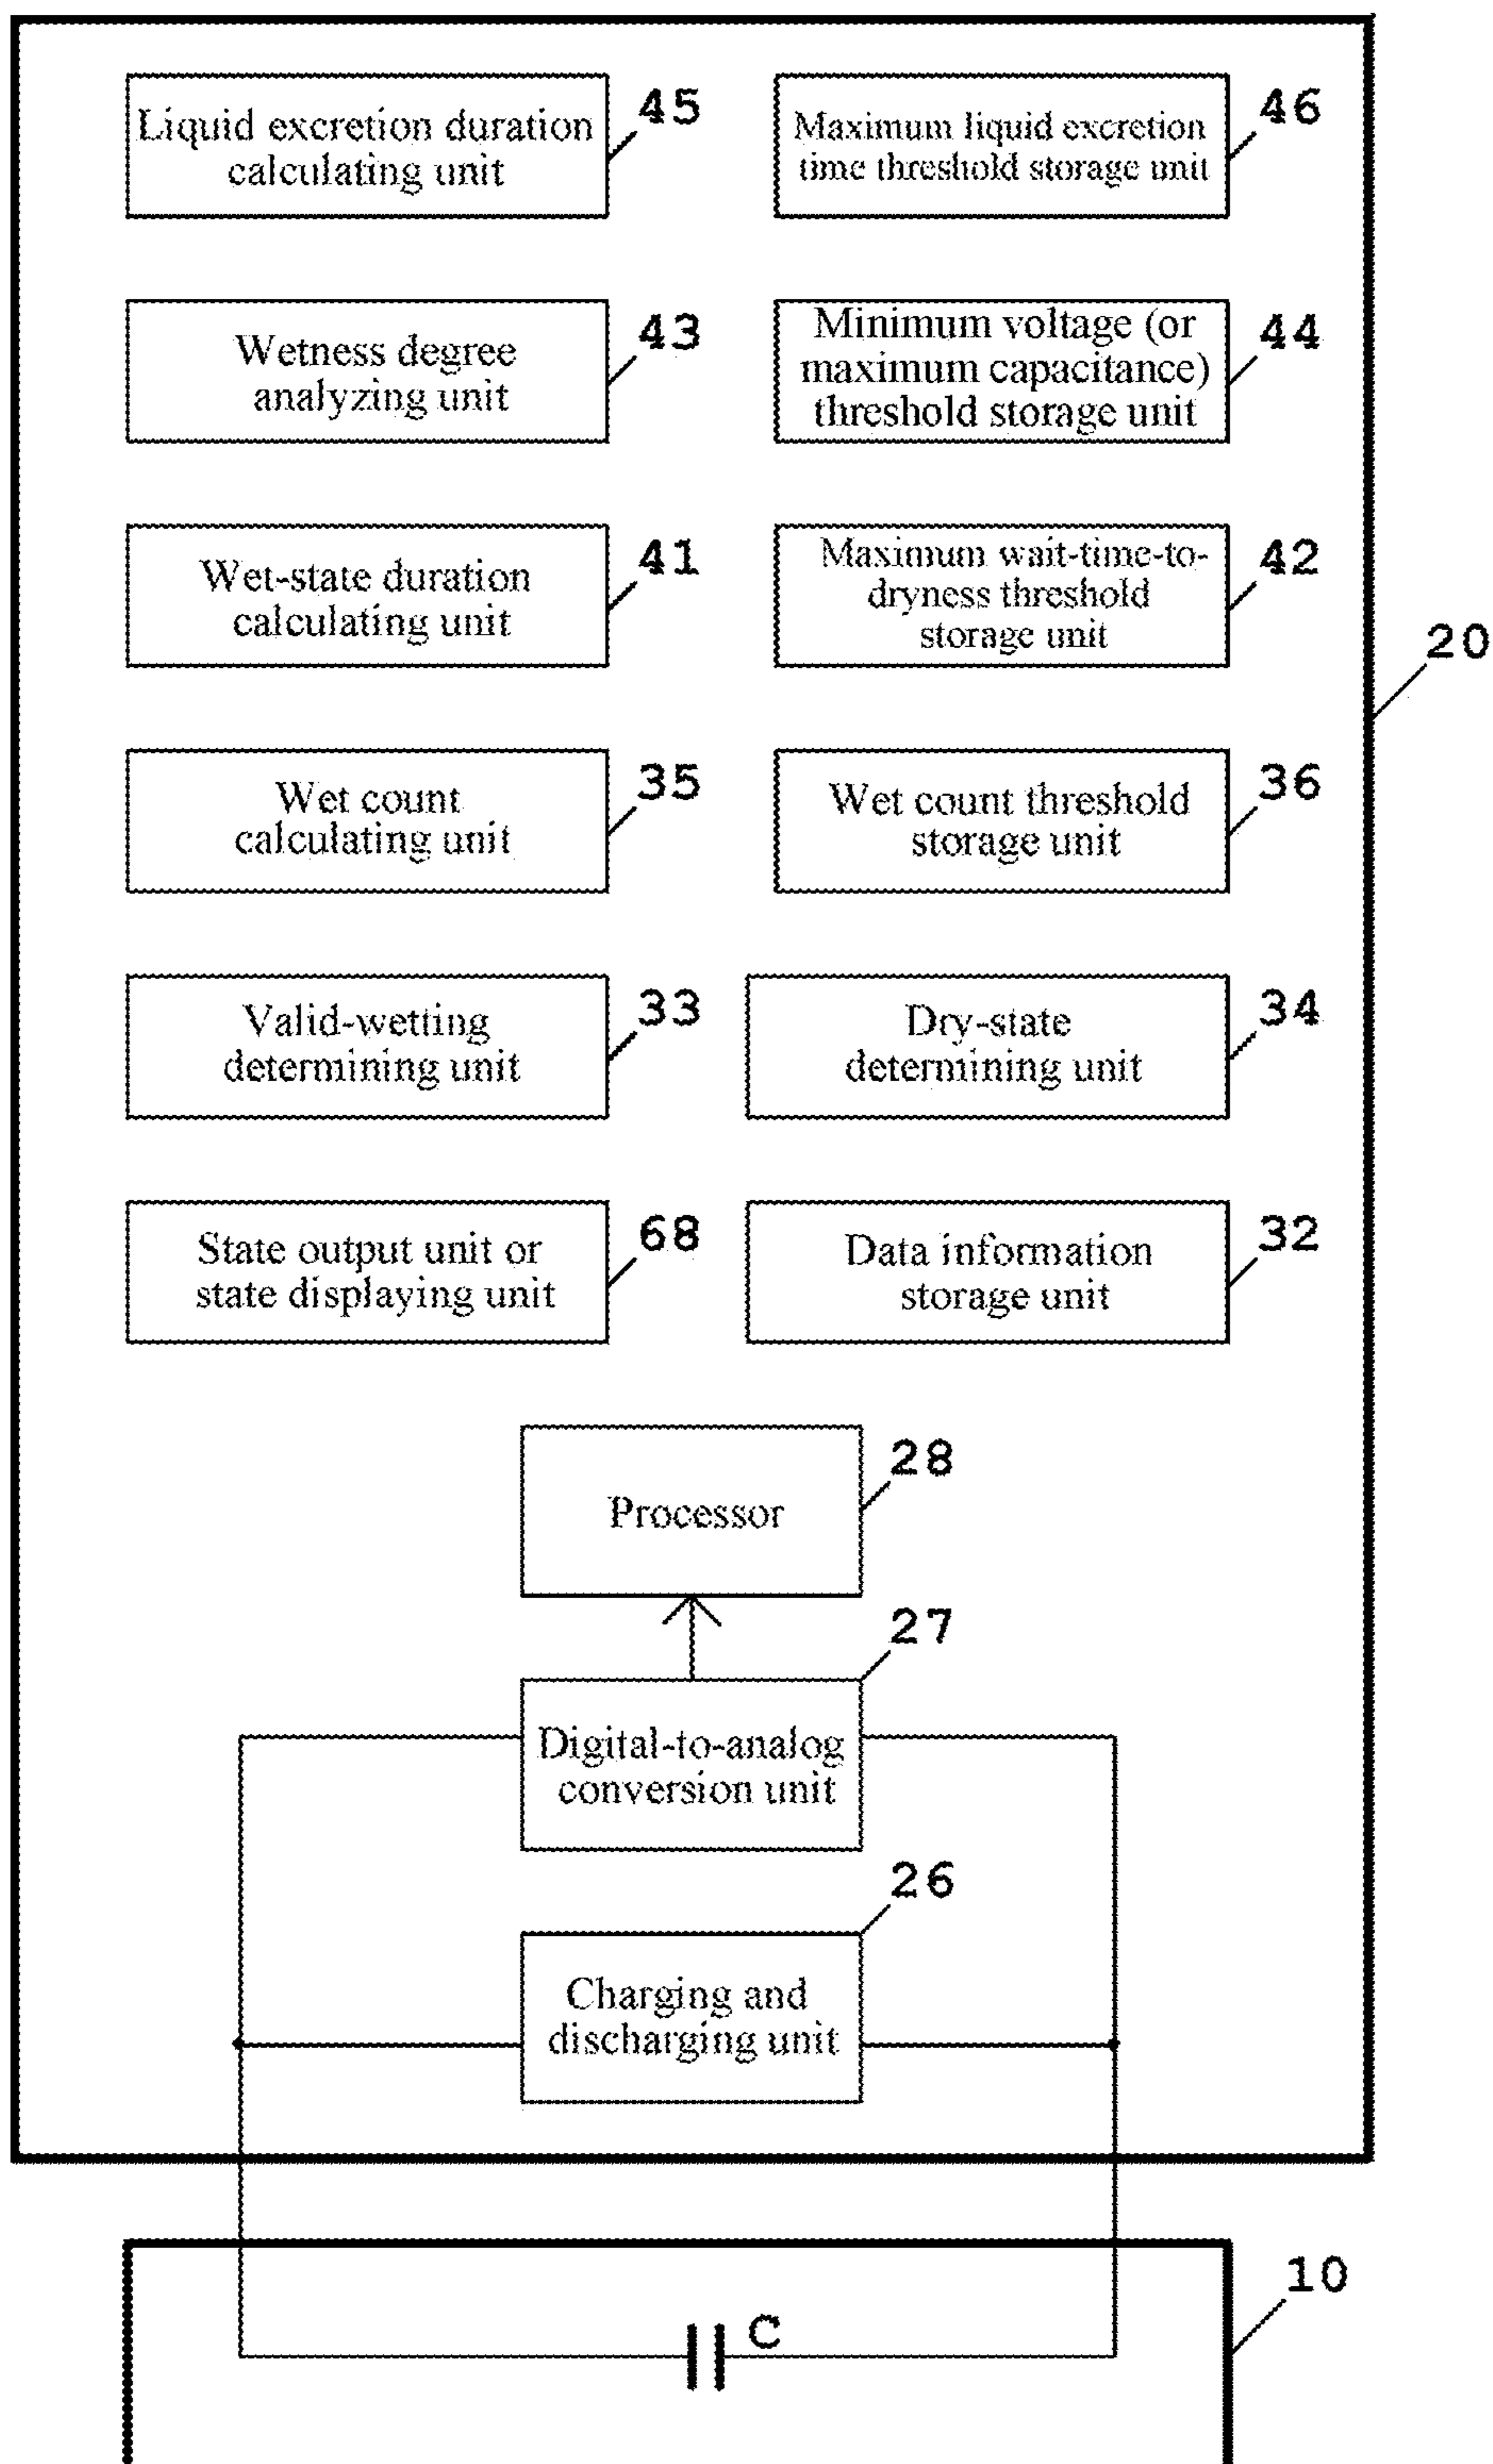 Liquid excretion duration
calculating unit
45
Maximum liquid excretion
time threshold storage unit
46
Wetness degree
analyzing unit
43
Minimum voltage (or
maximum capacitance)
threshold storage unit
44
Wet-state duration
calculating unit
41
Maximum wait-time-to-
dryness threshold
storage unit
42
20
Wet count
calculating unit
35
Wet count threshold
storage unit
36
Valid-wetting
determining unit
33
Dry-state
determining unit
34
State output unit or
state displaying unit
68
Data information
storage unit
32
Processor
28
Digital-to-analog
conversion unit
27
Charging and
discharging unit
26
C
10